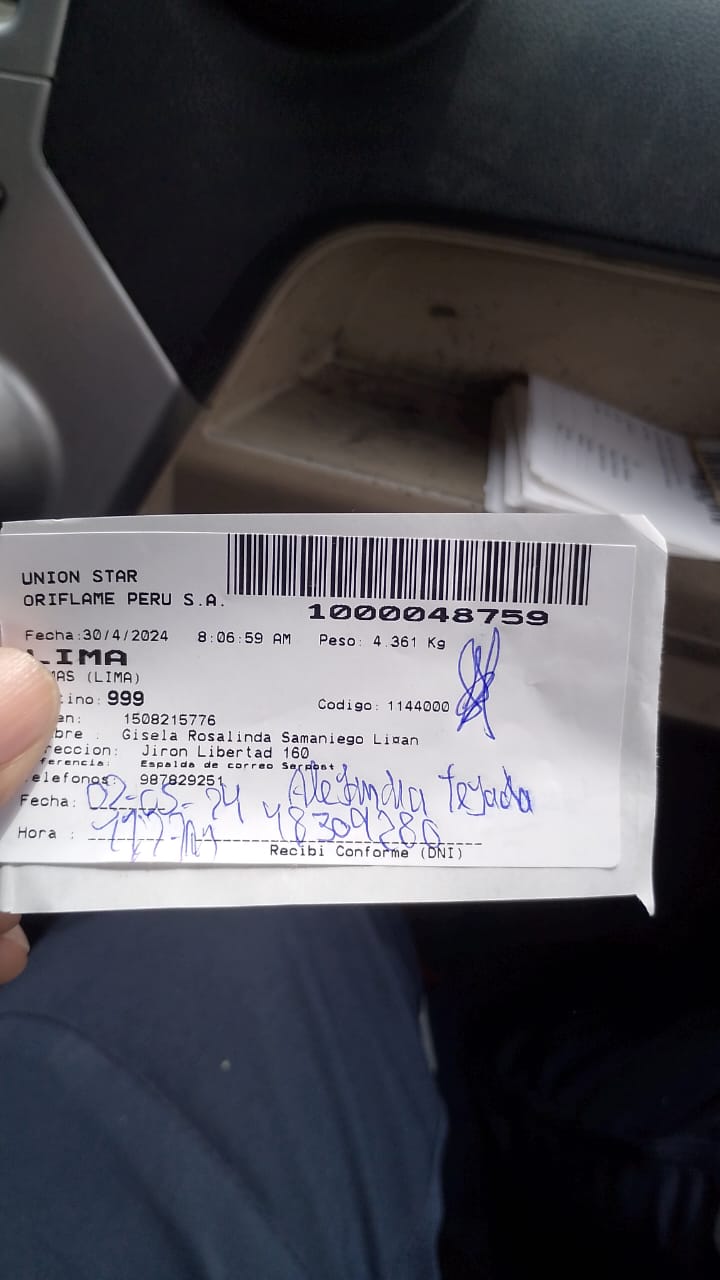 UNION STAR
ORIFLAME PERU S.A.
1000048759
Fecha:30/4/2024 8:06:59 AM Peso: 4.361 Kg
LIMA
MAS (LIMA)
tino: 999 Codigo: 1144000
en: 1508215776
bre : Gisela Rosalinda Samaniego Liman
reccion: Jiron Libertad 160
ferencia: Espalda de correo Serpost
elefonos: 987829251
Fecha: 02-05-24 Alejandra Tejada
Hora : 48309280
Recibi Conforme (DNI)